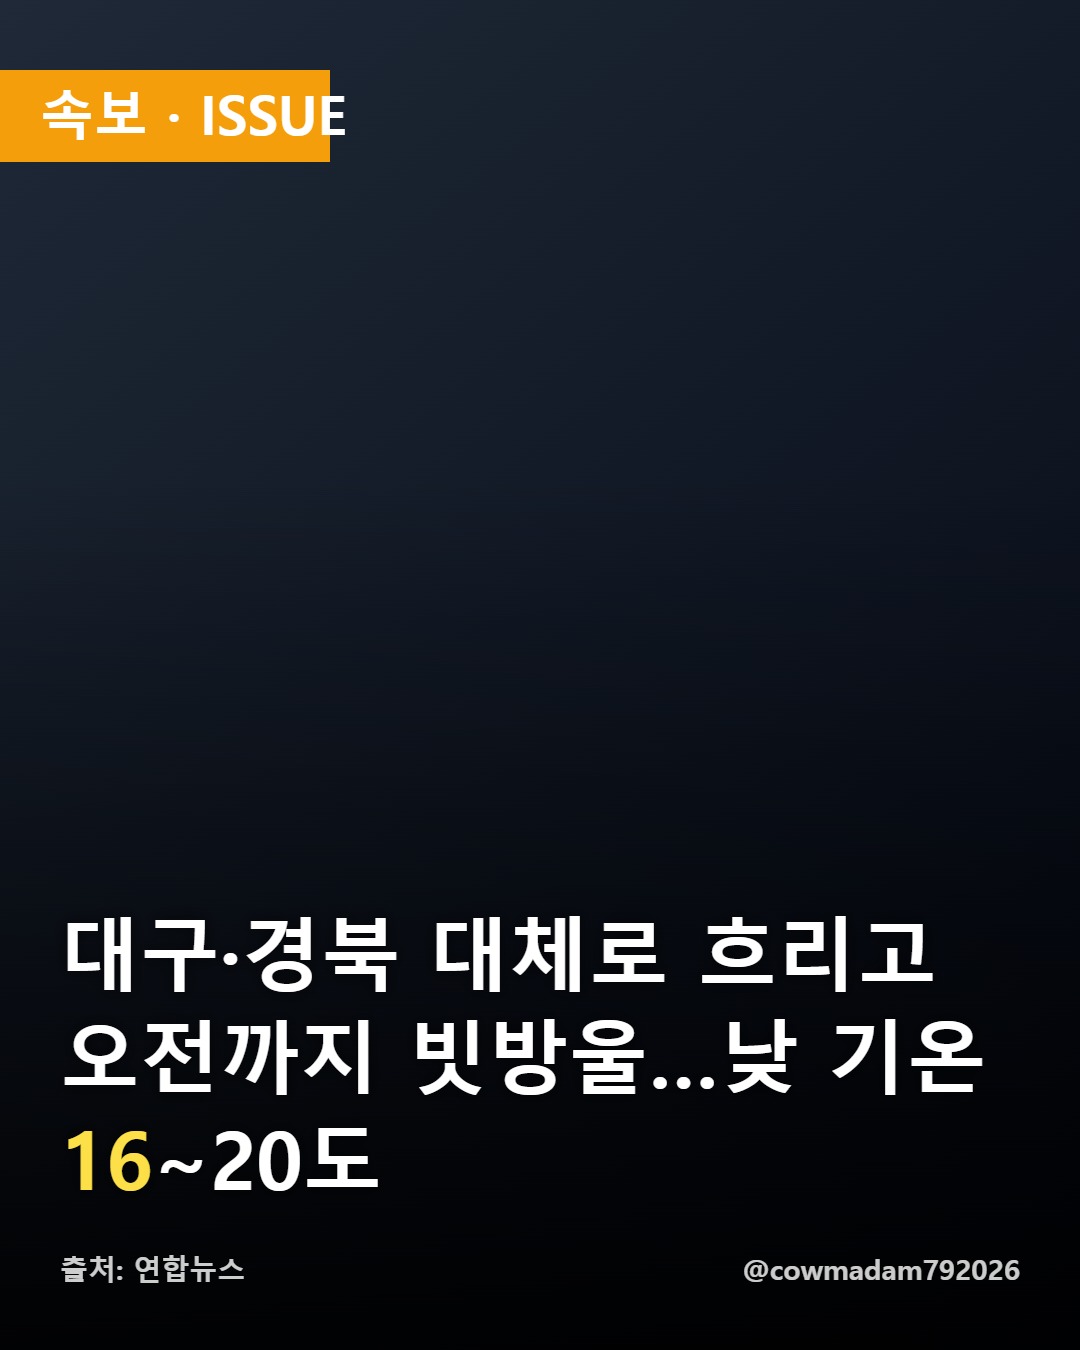 속보 · ISSUE
대구·경북 대체로 흐리고
오전까지 빗방울…낮 기온
16~20도
출처: 연합뉴스
@cowmadam792026